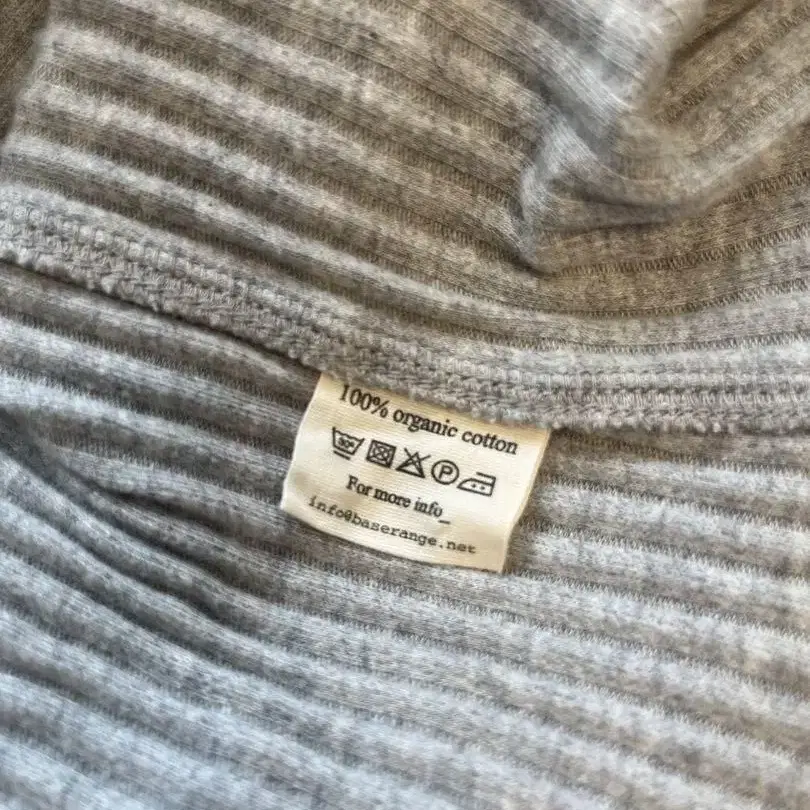 100% organic cotton
30°
P
For more info_
info@baserange.net